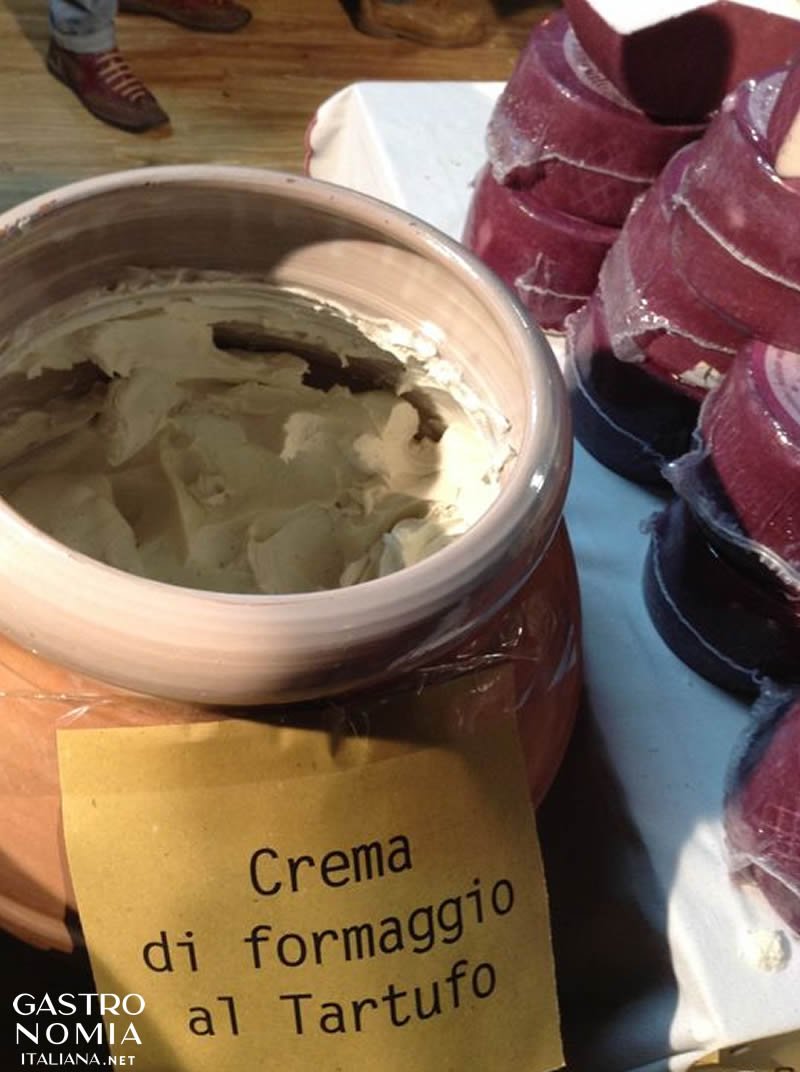 Crema
di formaggio
al Tartufo
GASTRO
NOMIA
ITALIANA.NET